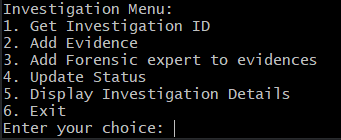 Investigation Menu:
1. Get Investigation ID
2. Add Evidence
3. Add Forensic expert to evidences
4. Update Status
5. Display Investigation Details
6. Exit
Enter your choice: